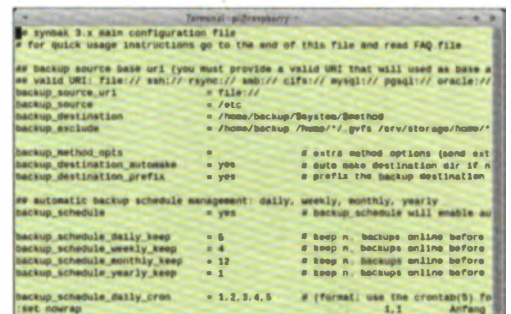 Terminal - pi@raspberry -
# synbak 3.x main configuration file
# for quick usage instructions go to the end of this file and read FAQ file
## backup source base uri (you must provide a valid URI that will used as base a
## valid URI: file:// ssh:// rsync:// smb:// cifs:// mysql:// pgsql:// oracle://
backup_source_uri = file://
backup_source = /etc
backup_destination = /home/backup/$system/$method
backup_exclude = /home/backup /home/*/.gvfs /srv/storage/home/*
backup_method_opts = # extra method options (send ext
backup_destination_automake = yes # auto make destination dir if n
backup_destination_prefix = yes # prefix the backup destination
## automatic backup schedule management: daily, weekly, monthly, yearly
backup_schedule = yes # backup_schedule will enable au
backup_schedule_daily_keep = 5 # keep n. backups online before
backup_schedule_weekly_keep = 4 # keep n. backups online before
backup_schedule_monthly_keep = 12 # keep n. backups online before
backup_schedule_yearly_keep = 1 # keep n. backups online before
backup_schedule_daily_cron = 1,2,3,4,5 # (format: use the crontab(5) fo
:set nowrap 1,1 Anfang